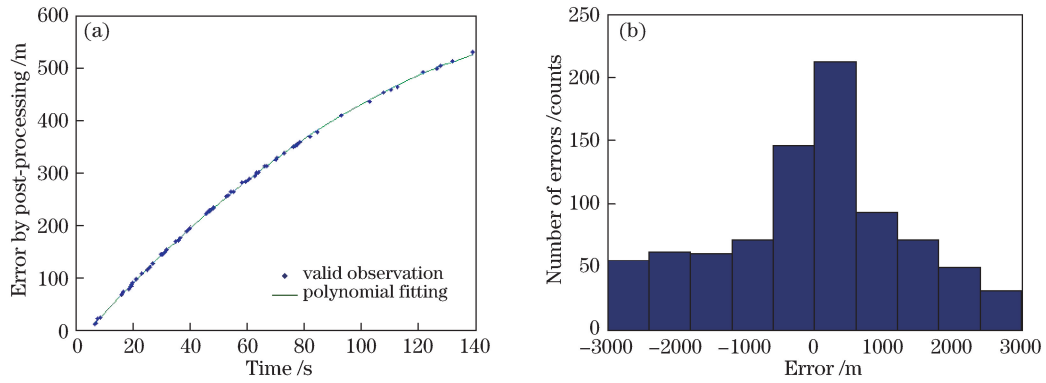 (a)
600
500
400
300
200
100
0
Error by post-processing /m
valid observation
polynomial fitting
0 20 40 60 80 100 120 140
Time /s
(b)
250
200
150
100
50
0
Number of errors /counts
−3000 −2000 −1000 0 1000 2000 3000
Error /m